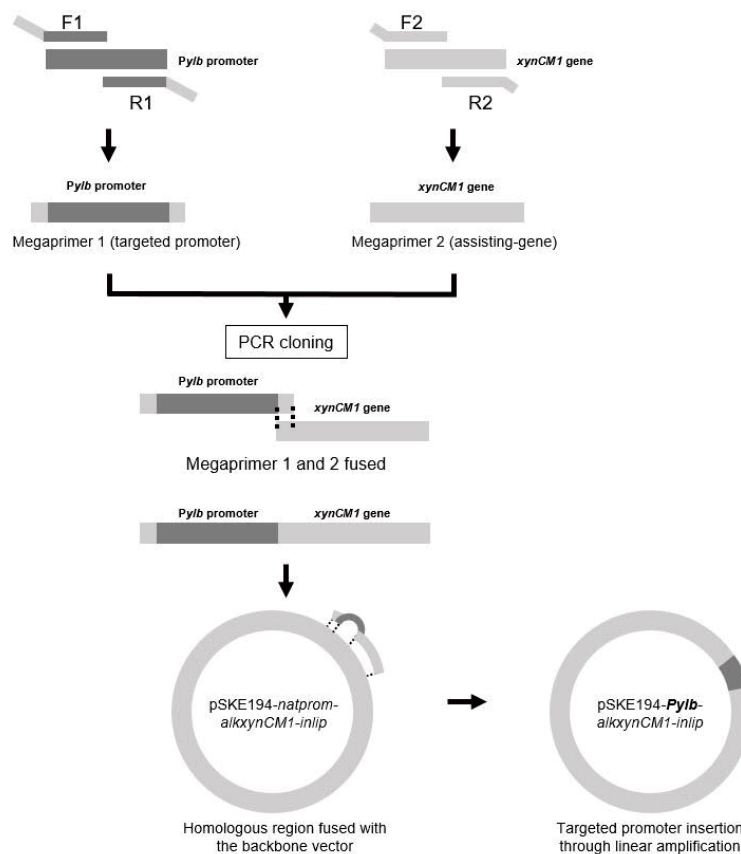 F1
F2
Pylb promoter
xynCM1 gene
R1
R2
Pylb promoter
xynCM1 gene
Megaprimer 1 (targeted promoter)
Megaprimer 2 (assisting-gene)
PCR cloning
Pylb promoter
xynCM1 gene
Megaprimer 1 and 2 fused
Pylb promoter
xynCM1 gene
pSKE194-natprom-
alkxynCM1-inlip
pSKE194-Pylb-
alkxynCM1-inlip
Homologous region fused with
the backbone vector
Targeted promoter insertion
through linear amplification